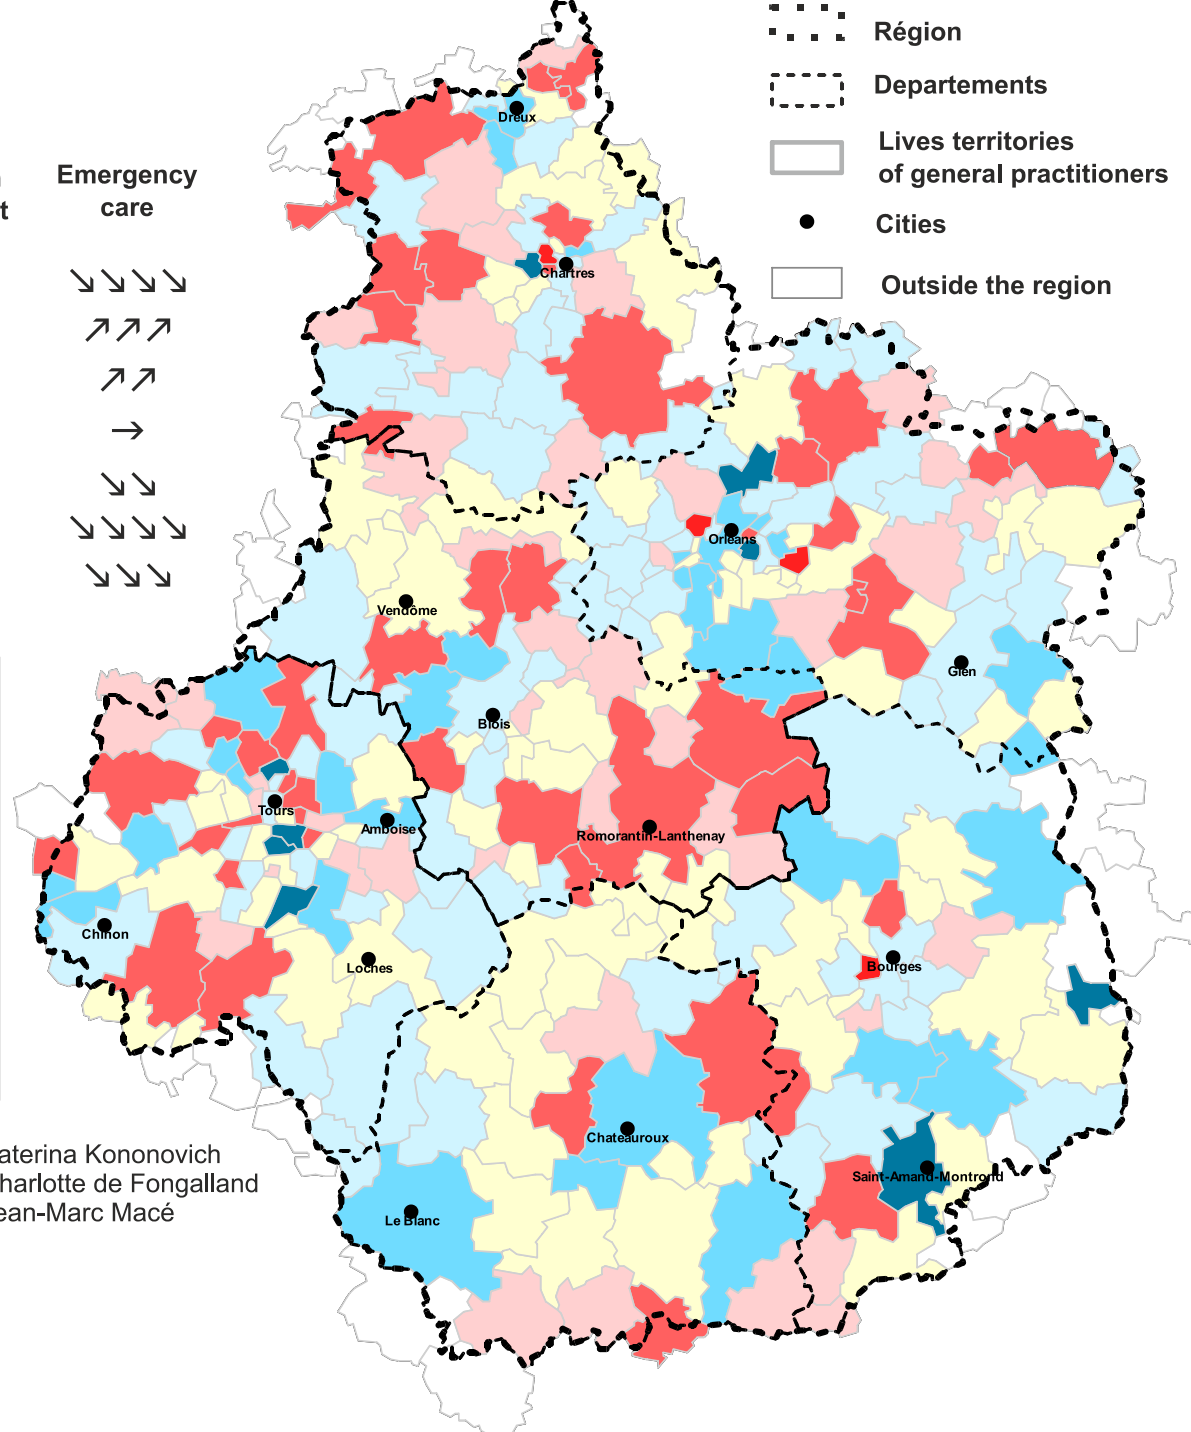 Région
Departements
Lives territories
of general practitioners
Cities
Outside the region
t
Emergency
care
↘↘↘↘
↗↗↗
↗↗
→
↘↘
↘↘↘↘
↘↘↘
Dreux
Chartres
Orléans
Vendôme
Gien
Blois
Tours
Amboise
Romorantin-Lanthenay
Chinon
Loches
Bourges
Chateauroux
Saint-Amand-Montrond
Le Blanc
aterina Kononovich
harlotte de Fongalland
ean-Marc Macé